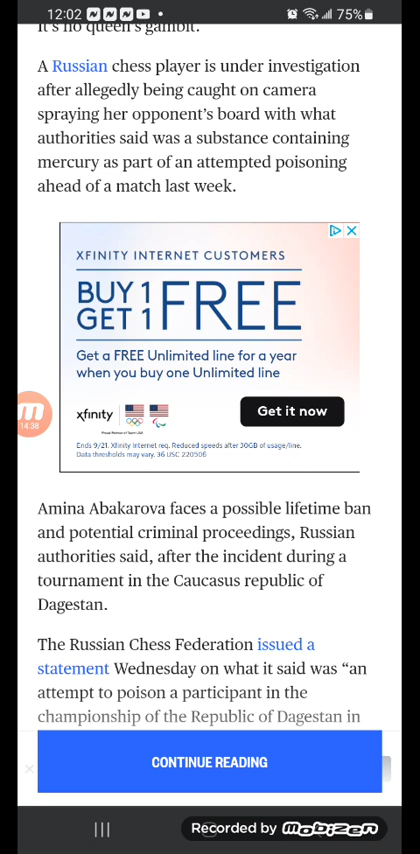 12:02
75%
it's no queen's gambit.
A Russian chess player is under investigation
after allegedly being caught on camera
spraying her opponent's board with what
authorities said was a substance containing
mercury as part of an attempted poisoning
ahead of a match last week.
XFINITY INTERNET CUSTOMERS
BUY 1
GET 1 FREE
Get a FREE Unlimited line for a year
when you buy one Unlimited line
xfinity
Get it now
Ends 9/21. Xfinity Internet req. Reduced speeds after 30GB of usage/line.
Data thresholds may vary. 36 USC 220506
14:38
Amina Abakarova faces a possible lifetime ban
and potential criminal proceedings, Russian
authorities said, after the incident during a
tournament in the Caucasus republic of
Dagestan.
The Russian Chess Federation issued a
statement Wednesday on what it said was “an
attempt to poison a participant in the
championship of the Republic of Dagestan in
CONTINUE READING
Recorded by mobizen